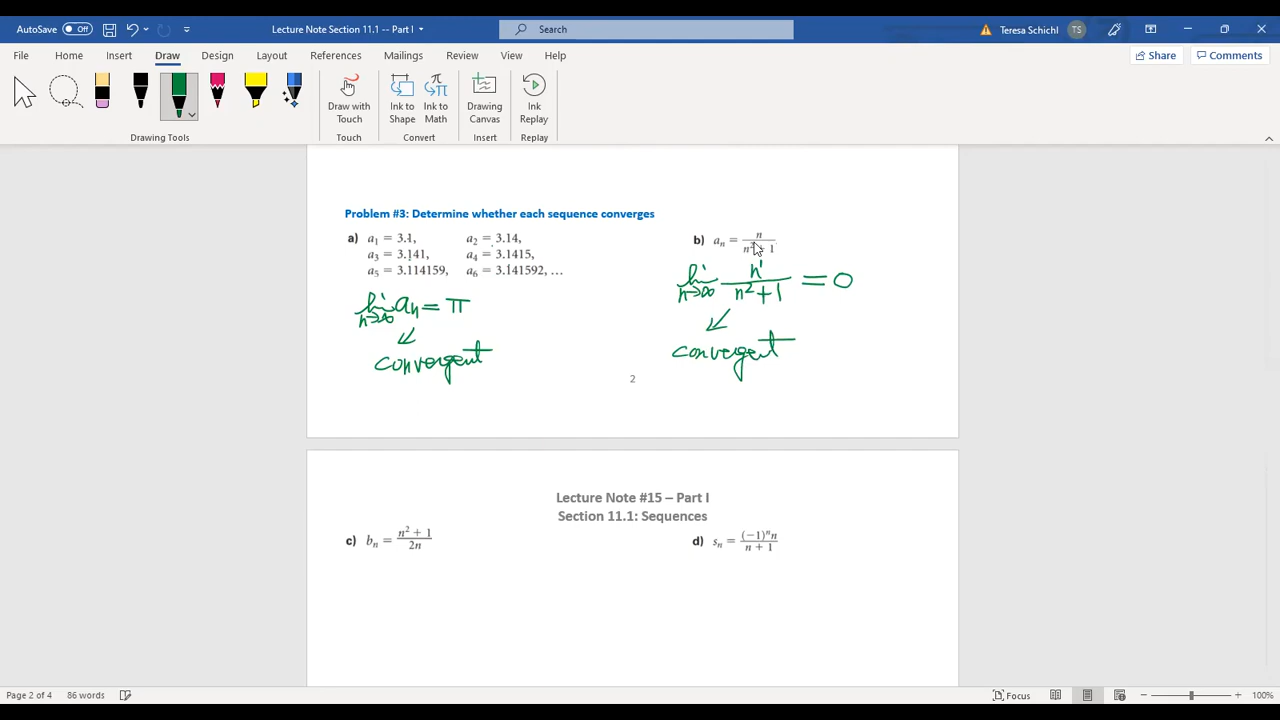 AutoSave Off Lecture Note Section 11.1 -- Part I Search Teresa Schichl TS
File Home Insert Draw Design Layout References Mailings Review View Help Share Comments
Draw with Touch Ink to Shape Ink to Math Drawing Canvas Ink Replay
Drawing Tools Touch Convert Insert Replay
Problem #3: Determine whether each sequence converges
a) a₁ = 3.1, a₂ = 3.14,
a₃ = 3.141, a₄ = 3.1415,
a₅ = 3.114159, a₆ = 3.141592, …
lim n→∞ aₙ = π
convergent
b) aₙ = n / (n² + 1)
lim n→∞ n / (n² + 1) = 0
convergent
2
Lecture Note #15 – Part I
Section 11.1: Sequences
c) bₙ = (n² + 1) / 2n
d) sₙ = (−1)ⁿn / (n + 1)
Page 2 of 4 86 words Focus 100%